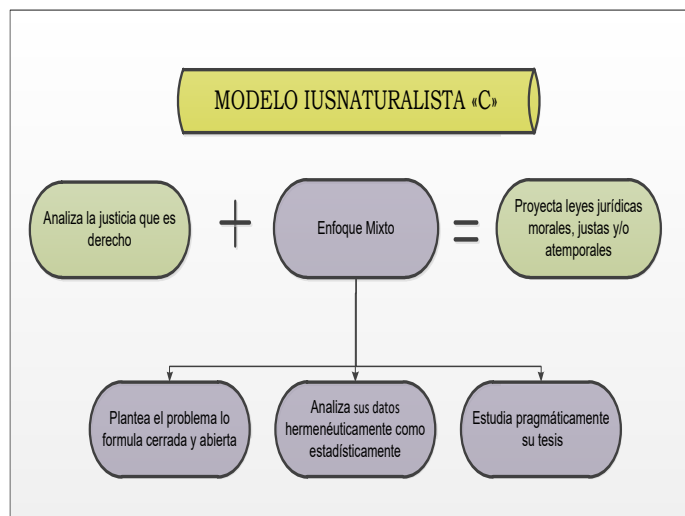 MODELO IUSNATURALISTA «C»
Analiza la justicia que es
derecho
+
Enfoque Mixto
=
Proyecta leyes jurídicas
morales, justas y/o
atemporales
Plantea el problema lo
formula cerrada y abierta
Analiza sus datos
hermenéuticamente como
estadísticamente
Estudia pragmáticamente
su tesis